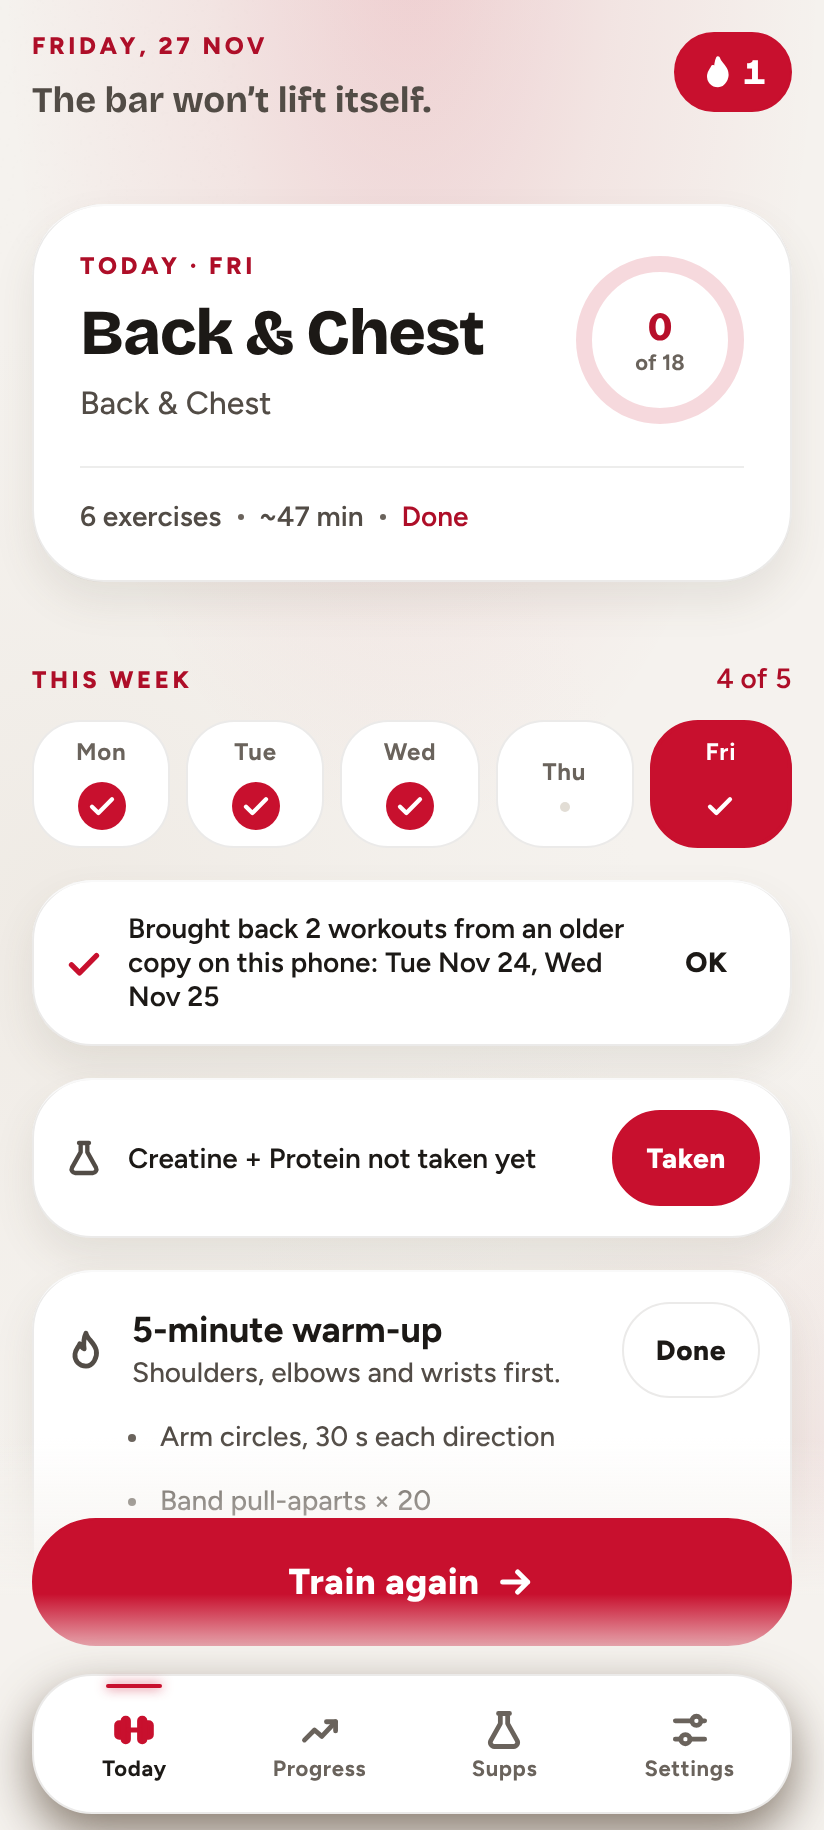 FRIDAY, 27 NOV
The bar won’t lift itself.
1
TODAY · FRI
Back & Chest
Back & Chest
0
of 18
6 exercises • ~47 min • Done
THIS WEEK
4 of 5
Mon
Tue
Wed
Thu
Fri
Brought back 2 workouts from an older
copy on this phone: Tue Nov 24, Wed
Nov 25
OK
Creatine + Protein not taken yet
Taken
5-minute warm-up
Shoulders, elbows and wrists first.
Done
• Arm circles, 30 s each direction
• Band pull-aparts × 20
Train again →
Today
Progress
Supps
Settings